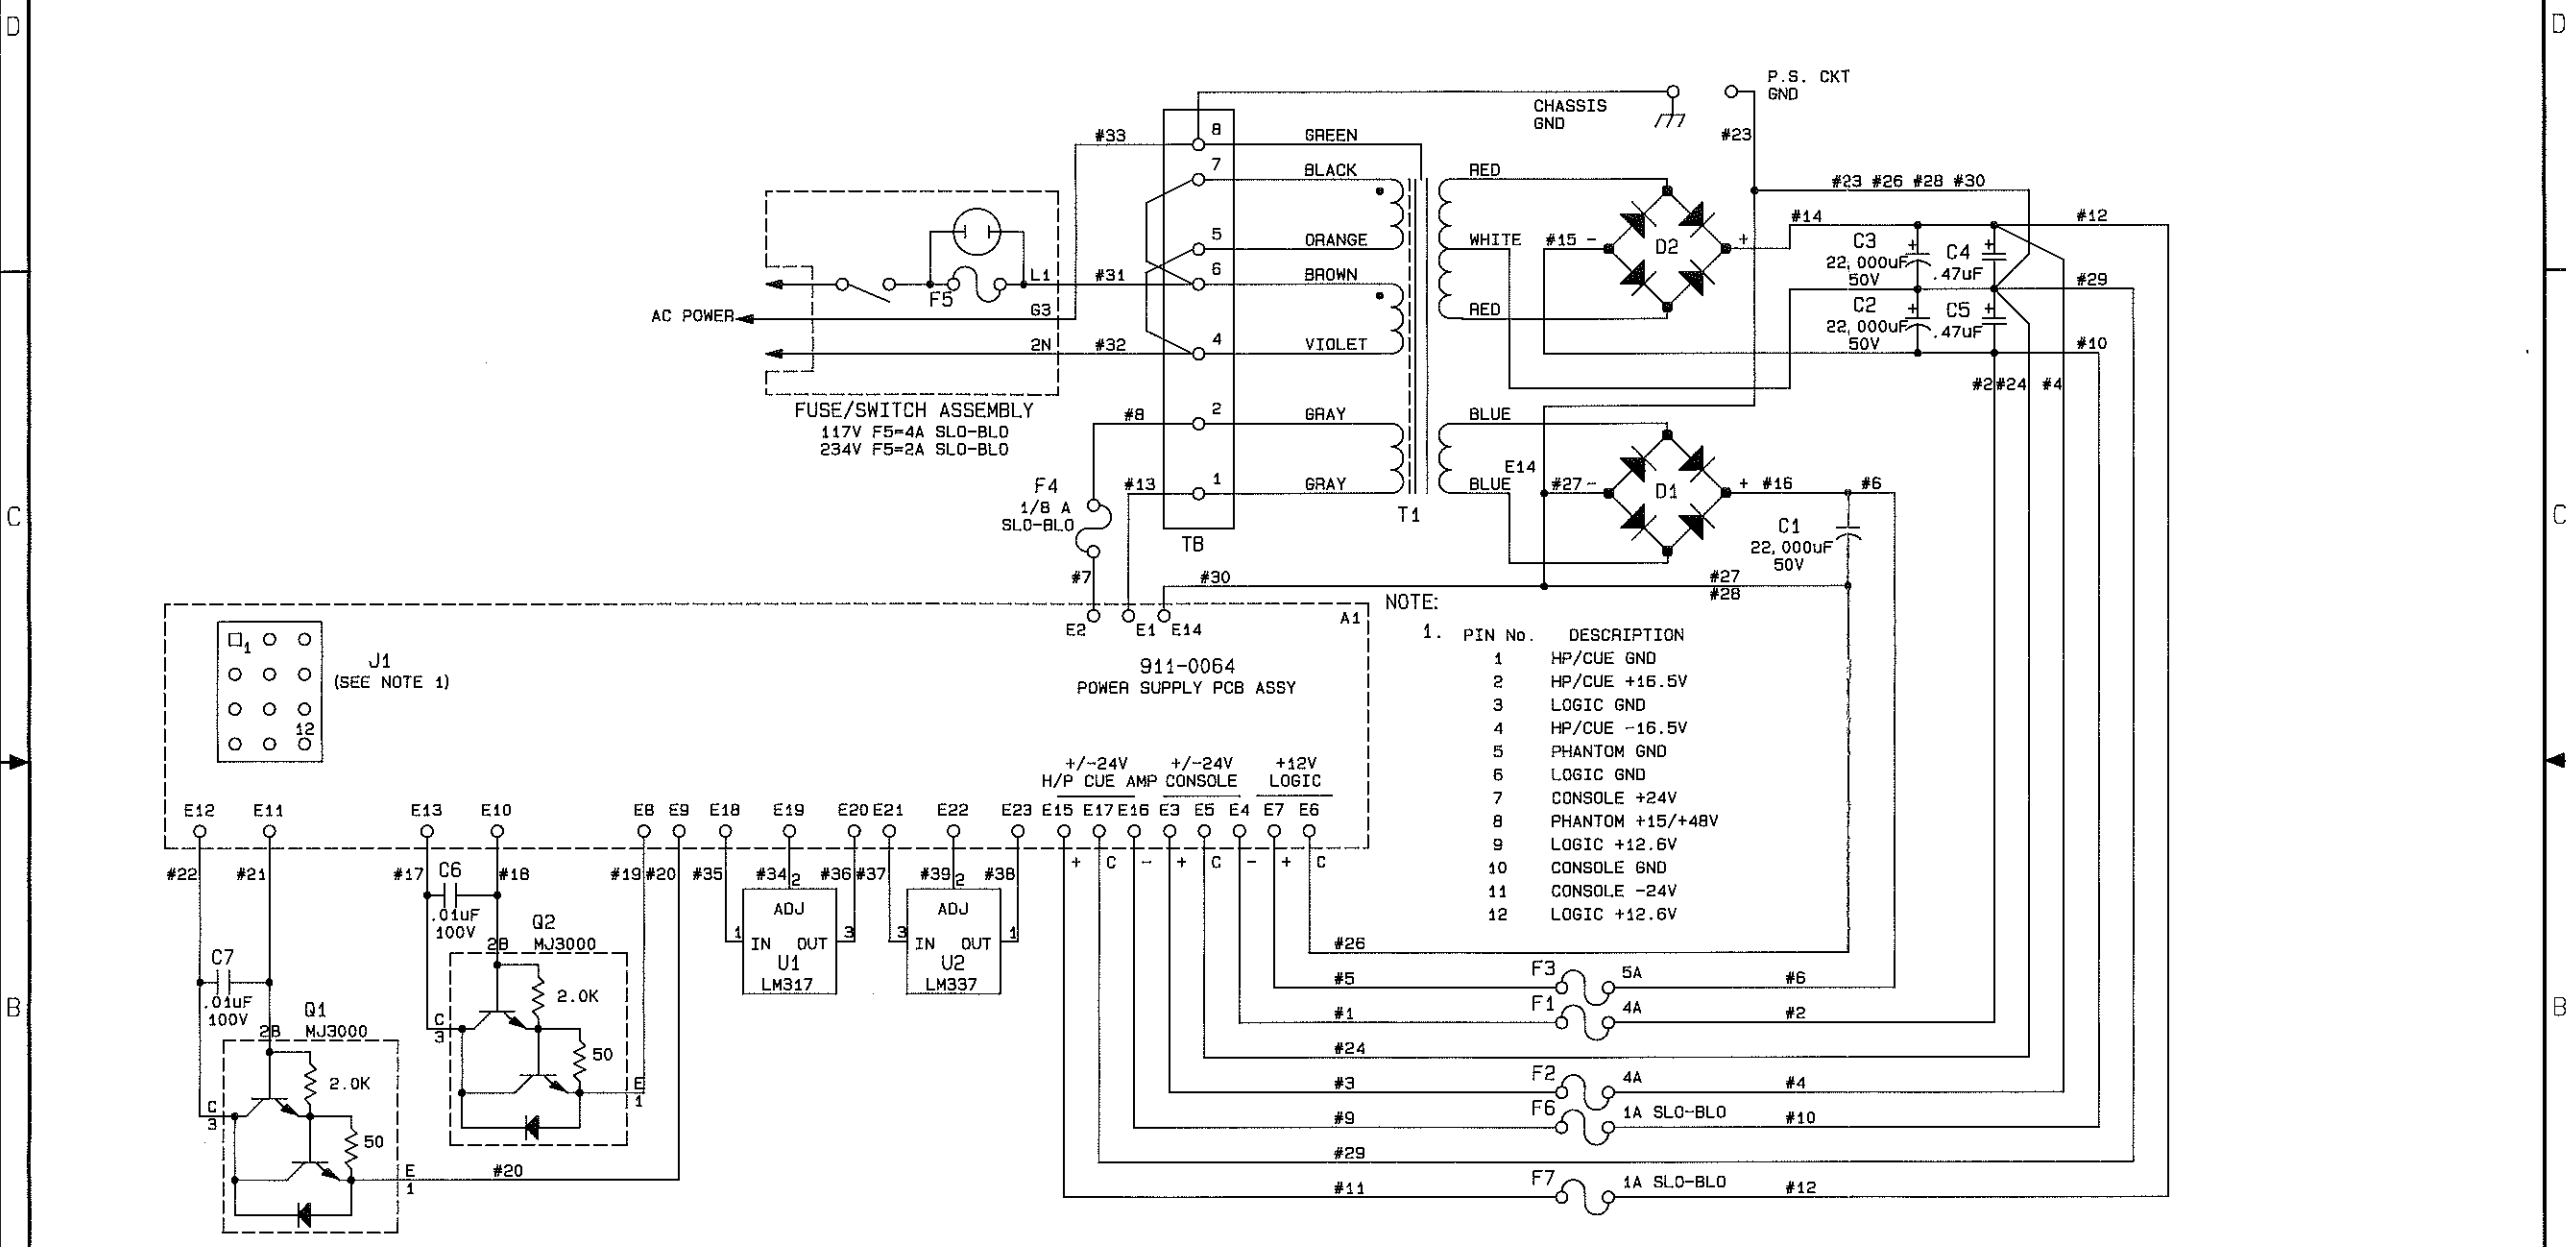 D
D
P.S. CKT
GND
CHASSIS
GND
#23
8
#33
GREEN
7
BLACK
RED
#23 #26 #28 #30
#14
#12
5
ORANGE
WHITE
#15 -
D2
+
C3
22,000uF
50V
+
C4
.47uF
+
6
BROWN
L1
#31
F5
#29
AC POWER
G3
RED
C2
22,000uF
50V
+
C5
.47uF
+
2N
#32
4
VIOLET
#10
#2 #24 #4
FUSE/SWITCH ASSEMBLY
117V F5=4A SLO-BLO
234V F5=2A SLO-BLO
#8
2
GRAY
BLUE
F4
1/8 A
SLO-BLO
#13
1
GRAY
E14
BLUE
#27 -
D1
+ #16
#6
T1
TB
C1
22,000uF
50V
C
C
#7
#30
#27
#28
E2
E1
E14
A1
NOTE:
1. PIN No. DESCRIPTION
1 HP/CUE GND
2 HP/CUE +16.5V
3 LOGIC GND
4 HP/CUE -16.5V
5 PHANTOM GND
6 LOGIC GND
7 CONSOLE +24V
8 PHANTOM +15/+48V
9 LOGIC +12.6V
10 CONSOLE GND
11 CONSOLE -24V
12 LOGIC +12.6V
1
J1
(SEE NOTE 1)
12
911-0064
POWER SUPPLY PCB ASSY
+/-24V
H/P CUE AMP
+/-24V
CONSOLE
+12V
LOGIC
E12 E11 E13 E10 E8 E9 E18 E19 E20 E21 E22 E23 E15 E17 E16 E3 E5 E4 E7 E6
+ C - + C - + C
#22 #21 #17 #18 #19 #20 #35 #34 2 #36 #37 #39 2 #38
C6
.01uF
100V
ADJ
1
IN OUT
3
U1
LM317
ADJ
3
IN OUT
1
U2
LM337
Q2
MJ3000
2B
2.0K
C
3
50
E
1
C7
.01uF
100V
Q1
MJ3000
2B
2.0K
C
3
50
E
1
#20
B
B
#26
#5
F3
5A
#6
#1
F1
4A
#2
#24
#3
F2
4A
#4
#9
F6
1A SLO-BLO
#10
#29
#11
F7
1A SLO-BLO
#12